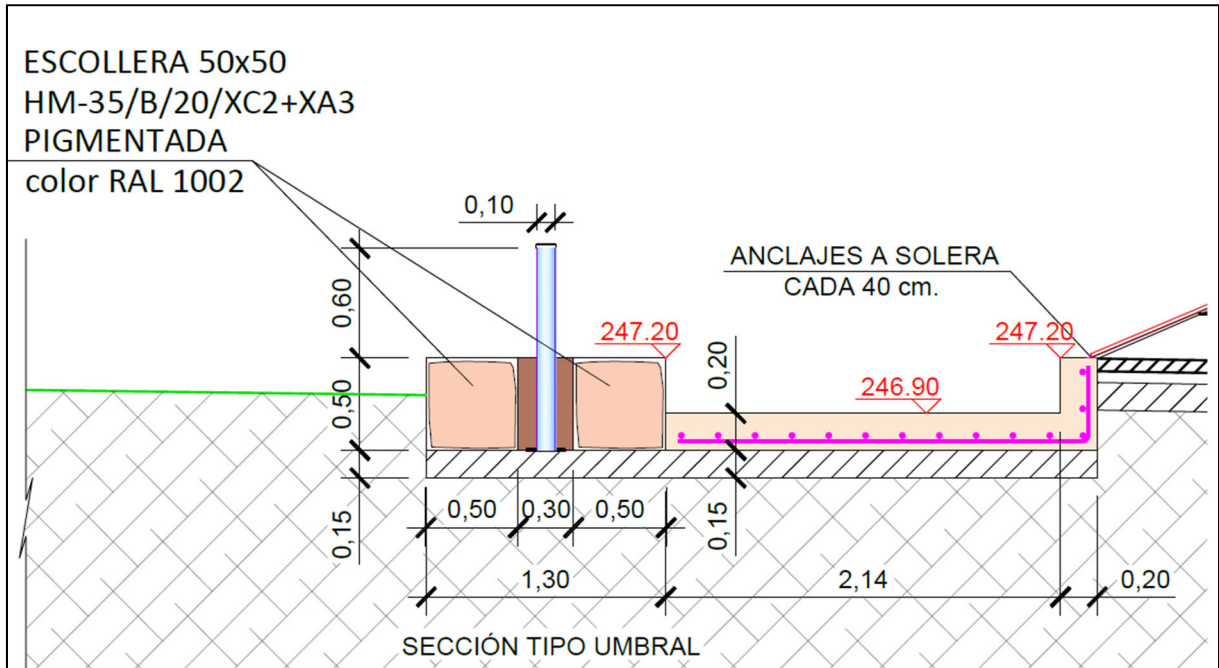 ESCOLLERA 50x50
HM-35/B/20/XC2+XA3
PIGMENTADA
color RAL 1002
0,10
0,60
0,50
0,15
ANCLAJES A SOLERA
CADA 40 cm.
247.20
247.20
0,20
246.90
0,15
0,50
0,30
0,50
1,30
2,14
0,20
SECCIÓN TIPO UMBRAL